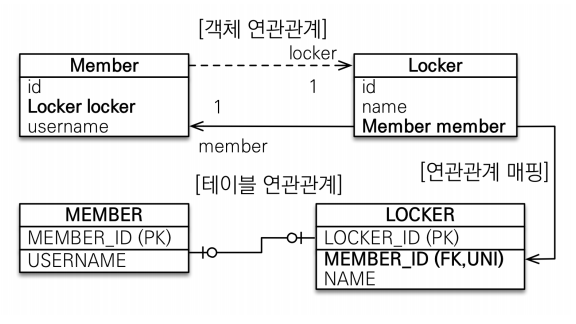 [객체 연관관계]
locker
Member
id
Locker locker
username
1
1
Locker
id
name
Member member
member
[연관관계 매핑]
[테이블 연관관계]
MEMBER
MEMBER_ID (PK)
USERNAME
LOCKER
LOCKER_ID (PK)
MEMBER_ID (FK,UNI)
NAME